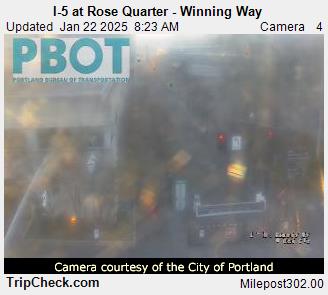 I-5 at Rose Quarter - Winning Way
Updated Jan 22 2025 8:23 AM Camera 4
PBOT
PORTLAND BUREAU OF TRANSPORTATION
Camera courtesy of the City of Portland
TripCheck.com Milepost302.00